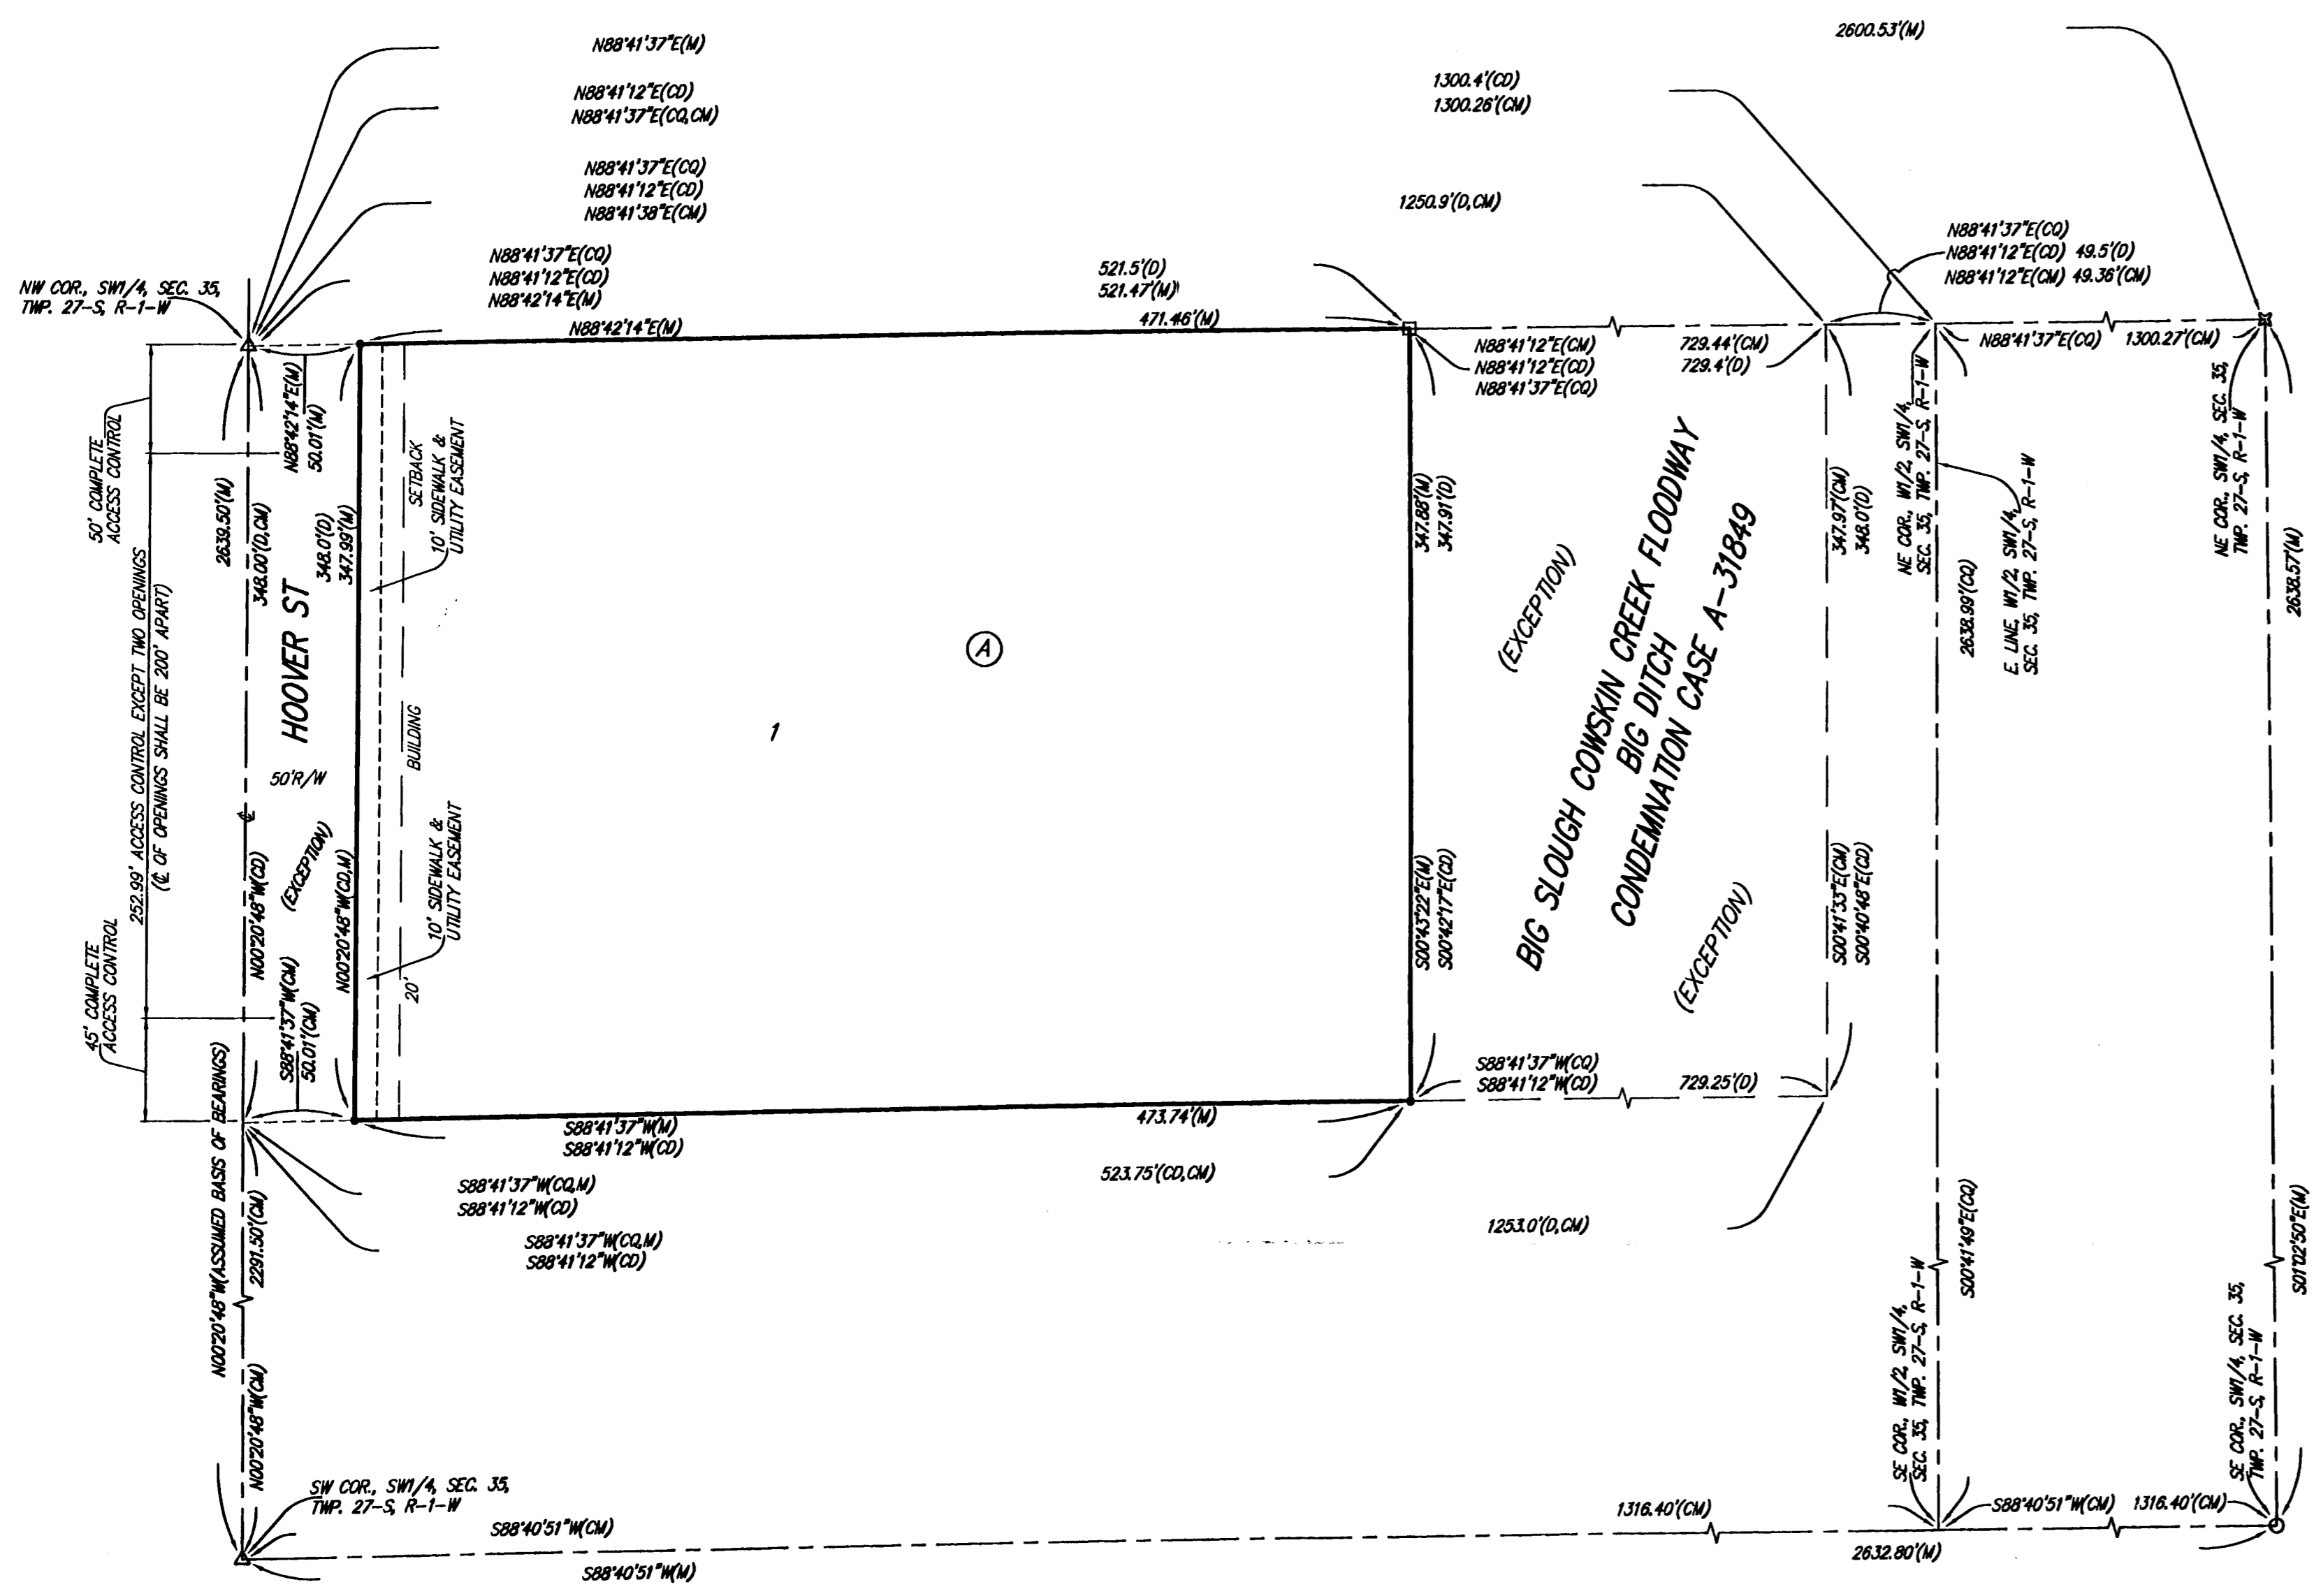 N88°41'37"E(M)
2600.53'(M)
N88°41'12"E(CD)
N88°41'37"E(CQ,CM)
1300.4'(CD)
1300.26'(CM)
N88°41'37"E(CQ)
N88°41'12"E(CD)
N88°41'38"E(CM)
1250.9'(D,CM)
N88°41'37"E(CQ)
N88°41'12"E(CD)
N88°42'14"E(M)
521.5'(D)
521.47'(M)
N88°41'37"E(CQ)
N88°41'12"E(CD) 49.5'(D)
N88°41'12"E(CM) 49.36'(CM)
NW COR., SW1/4, SEC. 35,
TWP. 27-S, R-1-W
N88°42'14"E(M)
471.46'(M)
N88°41'12"E(CM)
N88°41'12"E(CD)
N88°41'37"E(CQ)
729.44'(CM)
729.4'(D)
N88°41'37"E(CQ)
1300.27'(CM)
50' COMPLETE
ACCESS CONTROL
252.99' ACCESS CONTROL EXCEPT TWO OPENINGS
(℄ OF OPENINGS SHALL BE 200' APART)
45' COMPLETE
ACCESS CONTROL
2639.50'(M)
N00°20'48"W(ASSUMED BASIS OF BEARINGS)
348.00'(D,CM)
N00°20'48"W(CD)
N88°42'14"E(M)
50.01'(M)
HOOVER ST
50'R/W
℄
(EXCEPTION)
S88°41'37"W(CM)
50.01'(CM)
348.0'(D)
347.99'(M)
N00°20'48"W(CD,M)
SETBACK
BUILDING
20'
10' SIDEWALK &
UTILITY EASEMENT
10' SIDEWALK &
UTILITY EASEMENT
A
1
347.88'(M)
347.91'(D)
S00°43'22"E(M)
S00°42'17"E(CD)
(EXCEPTION)
BIG SLOUGH COWSKIN CREEK FLOODWAY
BIG DITCH
CONDEMNATION CASE A-31849
(EXCEPTION)
347.97'(CM)
348.0'(D)
S00°41'33"E(CM)
S00°40'48"E(CD)
NE COR., W1/2, SW1/4,
SEC. 35, TWP. 27-S, R-1-W
2638.99'(CQ)
S00°41'49"E(CQ)
E. LINE, W1/2, SW1/4,
SEC. 35, TWP. 27-S, R-1-W
NE COR., SW1/4, SEC. 35,
TWP. 27-S, R-1-W
2638.57'(M)
S01°02'50"E(M)
S88°41'37"W(M)
S88°41'12"W(CD)
473.74'(M)
S88°41'37"W(CQ)
S88°41'12"W(CD)
729.25'(D)
S88°41'37"W(CQ,M)
S88°41'12"W(CD)
523.75'(CD,CM)
S88°41'37"W(CQ,M)
S88°41'12"W(CD)
1253.0'(D,CM)
2291.50'(CM)
N00°20'48"W(CM)
SE COR., W1/2, SW1/4,
SEC. 35, TWP. 27-S, R-1-W
SE COR., SW1/4, SEC. 35,
TWP. 27-S, R-1-W
SW COR., SW1/4, SEC. 35,
TWP. 27-S, R-1-W
S88°40'51"W(CM)
1316.40'(CM)
S88°40'51"W(CM)
1316.40'(CM)
S88°40'51"W(M)
2632.80'(M)